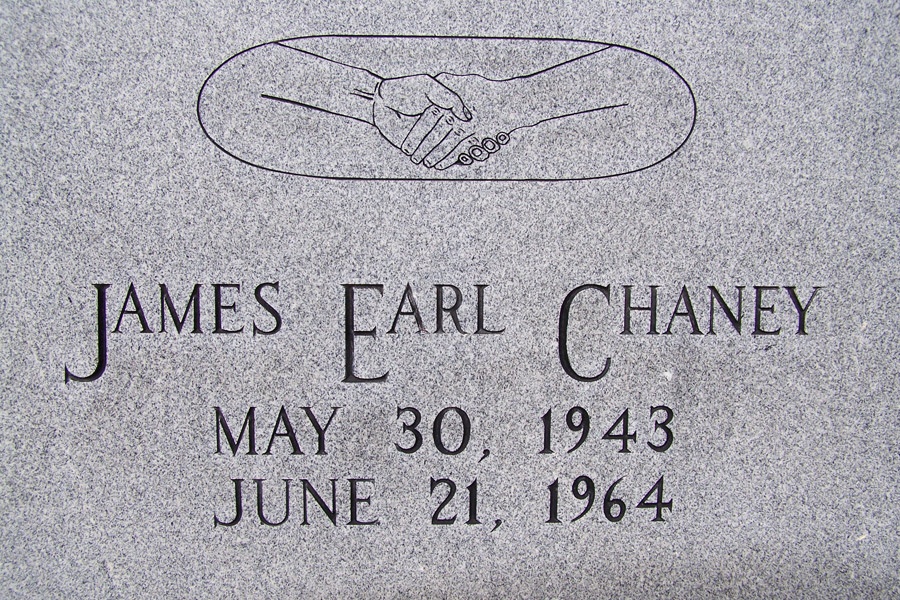 JAMES EARL CHANEY
MAY 30, 1943
JUNE 21, 1964